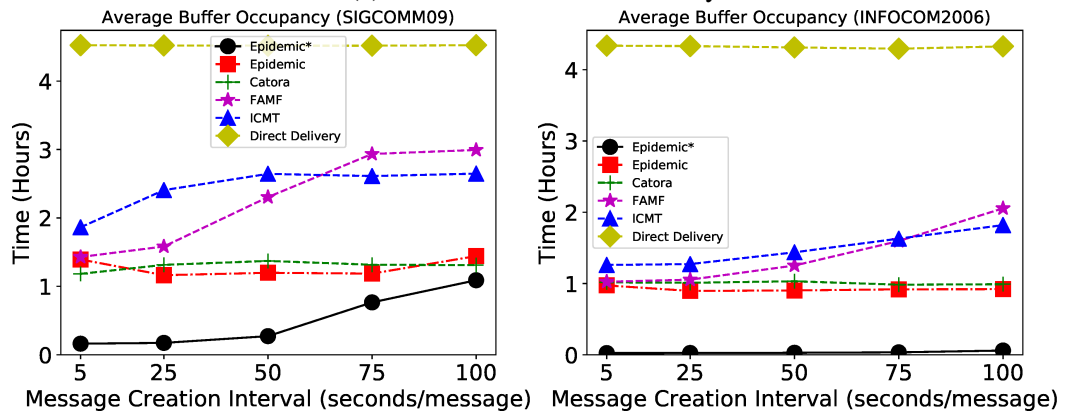 Average Buffer Occupancy (SIGCOMM09)
Time (Hours)
4
3
2
1
0
Epidemic*
Epidemic
Catora
FAMF
ICMT
Direct Delivery
5 25 50 75 100
Message Creation Interval (seconds/message)
Average Buffer Occupancy (INFOCOM2006)
Time (Hours)
4
3
2
1
0
Epidemic*
Epidemic
Catora
FAMF
ICMT
Direct Delivery
5 25 50 75 100
Message Creation Interval (seconds/message)